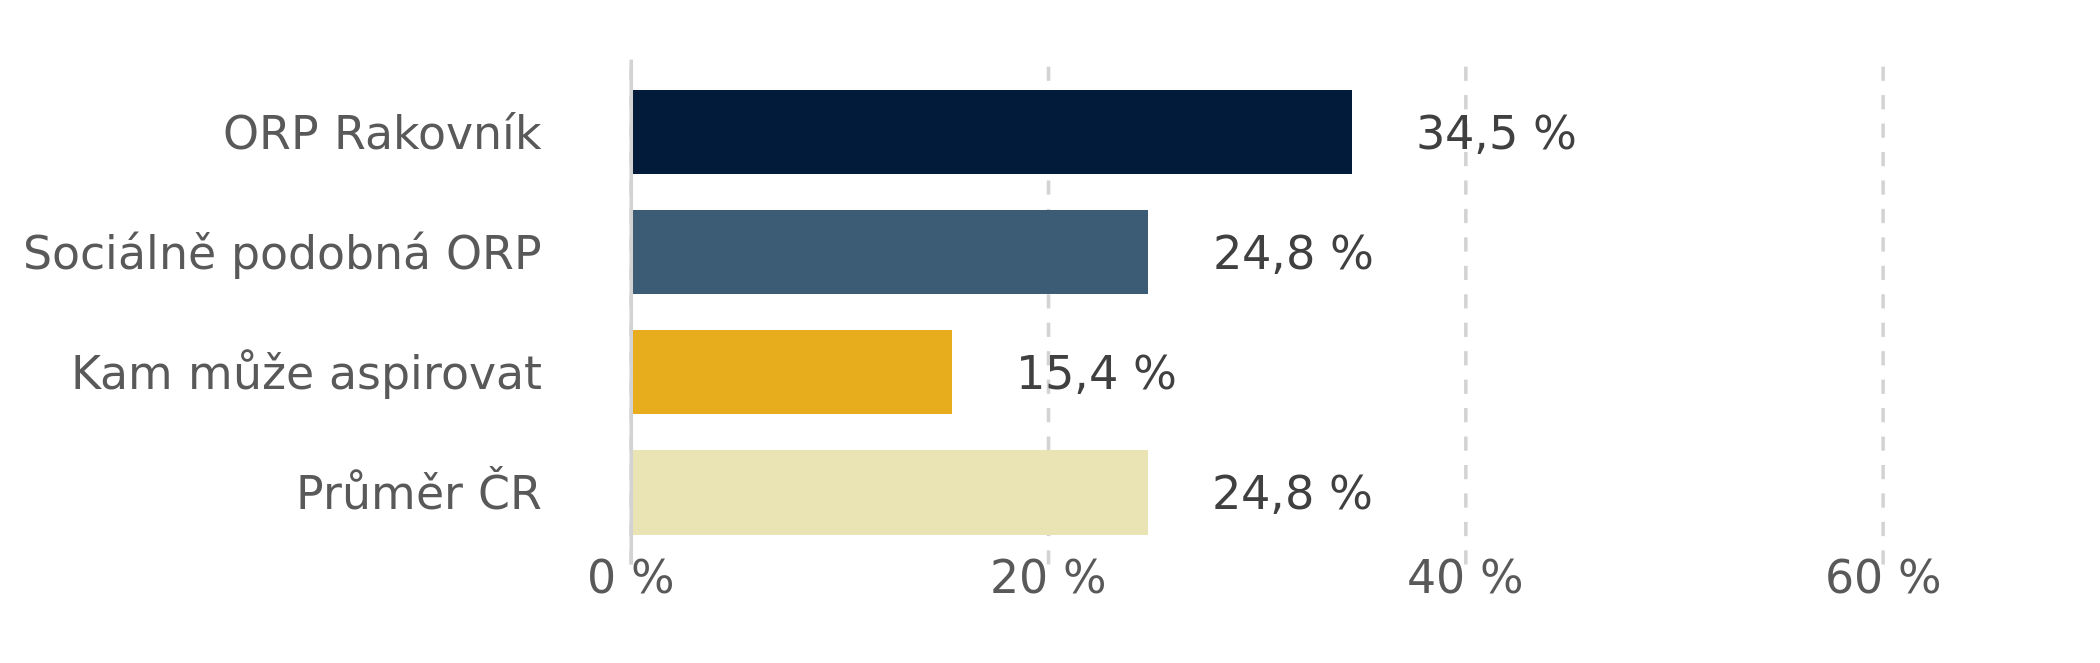 ORP Rakovník 34,5 %
Sociálně podobná ORP 24,8 %
Kam může aspirovat 15,4 %
Průměr ČR 24,8 %
0 % 20 % 40 % 60 %